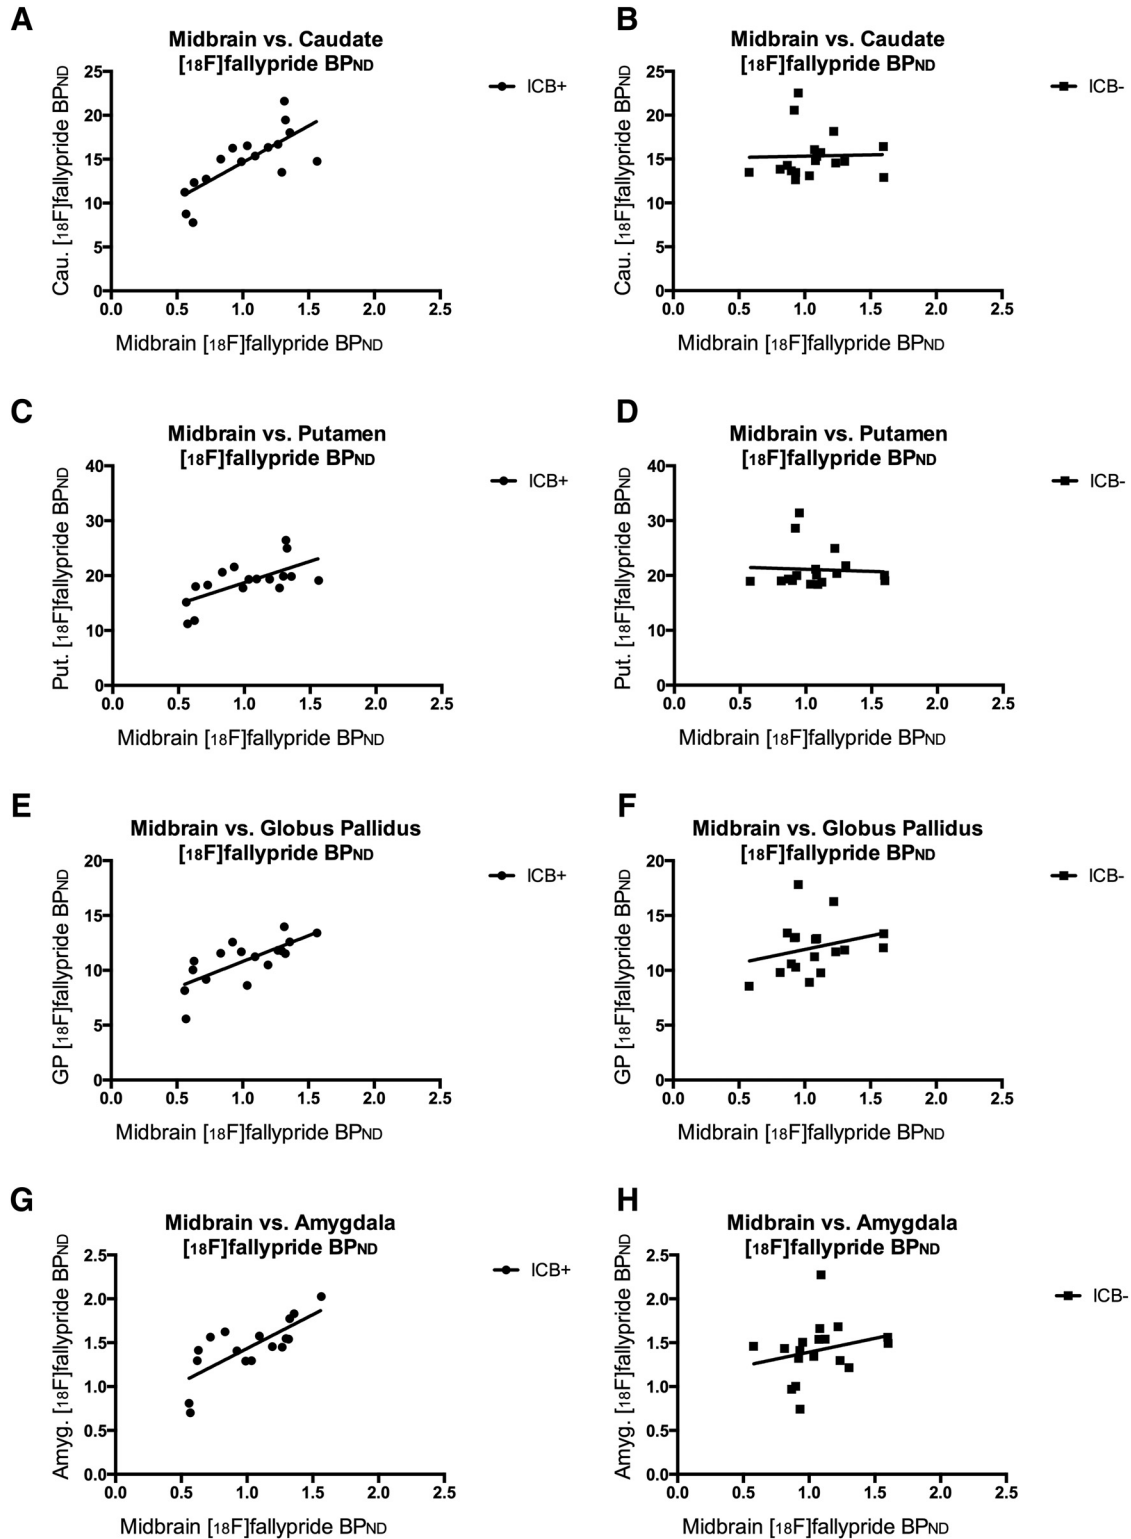 A
Midbrain vs. Caudate
[18F]fallypride BPND
ICB+
Cau. [18F]fallypride BPND
25
20
15
10
5
0
0.0 0.5 1.0 1.5 2.0 2.5
Midbrain [18F]fallypride BPND
B
Midbrain vs. Caudate
[18F]fallypride BPND
ICB-
Cau. [18F]fallypride BPND
25
20
15
10
5
0
0.0 0.5 1.0 1.5 2.0 2.5
Midbrain [18F]fallypride BPND
C
Midbrain vs. Putamen
[18F]fallypride BPND
ICB+
Put. [18F]fallypride BPND
40
30
20
10
0
0.0 0.5 1.0 1.5 2.0 2.5
Midbrain [18F]fallypride BPND
D
Midbrain vs. Putamen
[18F]fallypride BPND
ICB-
Put. [18F]fallypride BPND
40
30
20
10
0
0.0 0.5 1.0 1.5 2.0 2.5
Midbrain [18F]fallypride BPND
E
Midbrain vs. Globus Pallidus
[18F]fallypride BPND
ICB+
GP [18F]fallypride BPND
20
15
10
5
0
0.0 0.5 1.0 1.5 2.0 2.5
Midbrain [18F]fallypride BPND
F
Midbrain vs. Globus Pallidus
[18F]fallypride BPND
ICB-
GP [18F]fallypride BPND
20
15
10
5
0
0.0 0.5 1.0 1.5 2.0 2.5
Midbrain [18F]fallypride BPND
G
Midbrain vs. Amygdala
[18F]fallypride BPND
ICB+
Amyg. [18F]fallypride BPND
2.5
2.0
1.5
1.0
0.5
0.0
0.0 0.5 1.0 1.5 2.0 2.5
Midbrain [18F]fallypride BPND
H
Midbrain vs. Amygdala
[18F]fallypride BPND
ICB-
Amyg. [18F]fallypride BPND
2.5
2.0
1.5
1.0
0.5
0.0
0.0 0.5 1.0 1.5 2.0 2.5
Midbrain [18F]fallypride BPND